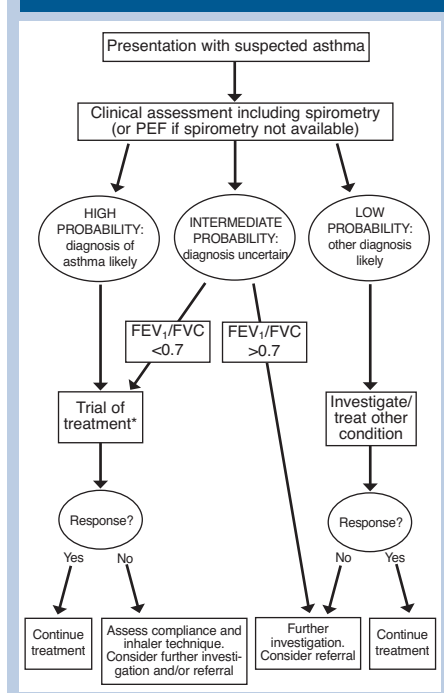 Presentation with suspected asthma
Clinical assessment including spirometry
(or PEF if spirometry not available)
HIGH
PROBABILITY:
diagnosis of
asthma likely
INTERMEDIATE
PROBABILITY:
diagnosis uncertain
LOW
PROBABILITY:
other diagnosis
likely
FEV₁/FVC
<0.7
FEV₁/FVC
>0.7
Trial of
treatment*
Investigate/
treat other
condition
Response?
Response?
Yes
No
No
Yes
Continue
treatment
Assess compliance and
inhaler technique.
Consider further investi-
gation and/or referral
Further
investigation.
Consider referral
Continue
treatment